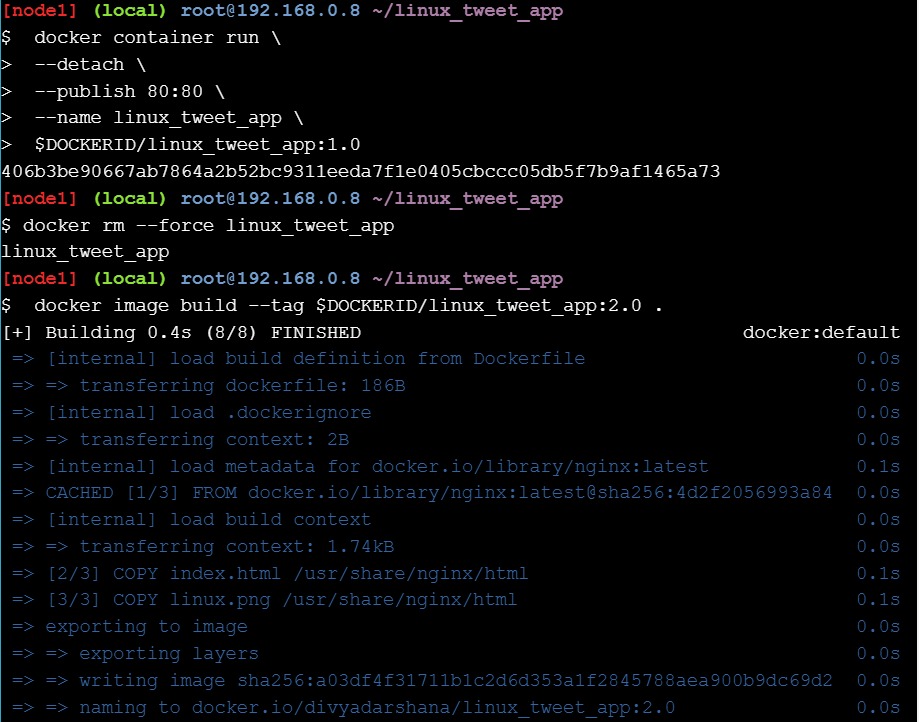 [node1] (local) root@192.168.0.8 ~/linux_tweet_app
$  docker container run \
>  --detach \
>  --publish 80:80 \
>  --name linux_tweet_app \
>  $DOCKERID/linux_tweet_app:1.0
406b3be90667ab7864a2b52bc9311eeda7f1e0405cbccc05db5f7b9af1465a73
[node1] (local) root@192.168.0.8 ~/linux_tweet_app
$ docker rm --force linux_tweet_app
linux_tweet_app
[node1] (local) root@192.168.0.8 ~/linux_tweet_app
$  docker image build --tag $DOCKERID/linux_tweet_app:2.0 .
[+] Building 0.4s (8/8) FINISHED docker:default
=> [internal] load build definition from Dockerfile 0.0s
=> => transferring dockerfile: 186B 0.0s
=> [internal] load .dockerignore 0.0s
=> => transferring context: 2B 0.0s
=> [internal] load metadata for docker.io/library/nginx:latest 0.1s
=> CACHED [1/3] FROM docker.io/library/nginx:latest@sha256:4d2f2056993a84 0.0s
=> [internal] load build context 0.0s
=> => transferring context: 1.74kB 0.0s
=> [2/3] COPY index.html /usr/share/nginx/html 0.1s
=> [3/3] COPY linux.png /usr/share/nginx/html 0.1s
=> exporting to image 0.0s
=> => exporting layers 0.0s
=> => writing image sha256:a03df4f31711b1c2d6d353a1f2845788aea900b9dc69d2 0.0s
=> => naming to docker.io/divyadarshana/linux_tweet_app:2.0 0.0s